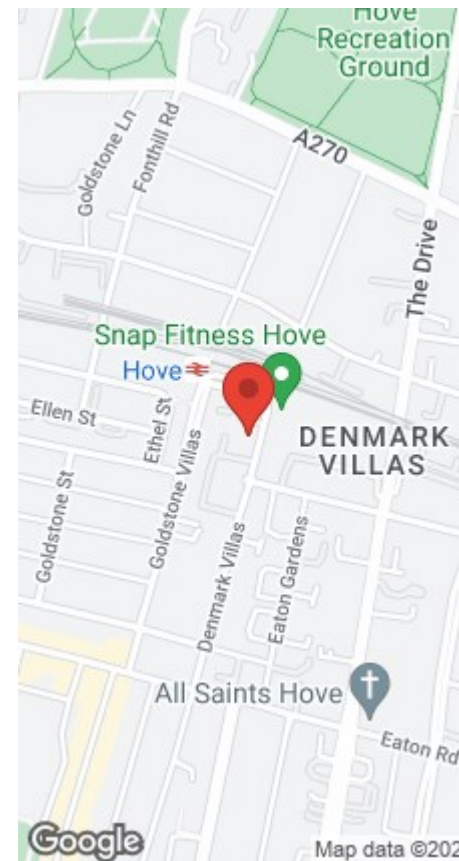 Hove
Recreation
Ground
A270
Goldstone Ln
Fonthill Rd
The Drive
Snap Fitness Hove
Hove
Ellen St
Ethel St
DENMARK
VILLAS
Goldstone St
Goldstone Villas
Denmark Villas
Eaton Gardens
All Saints Hove
Eaton Rd
Google
Map data ©202